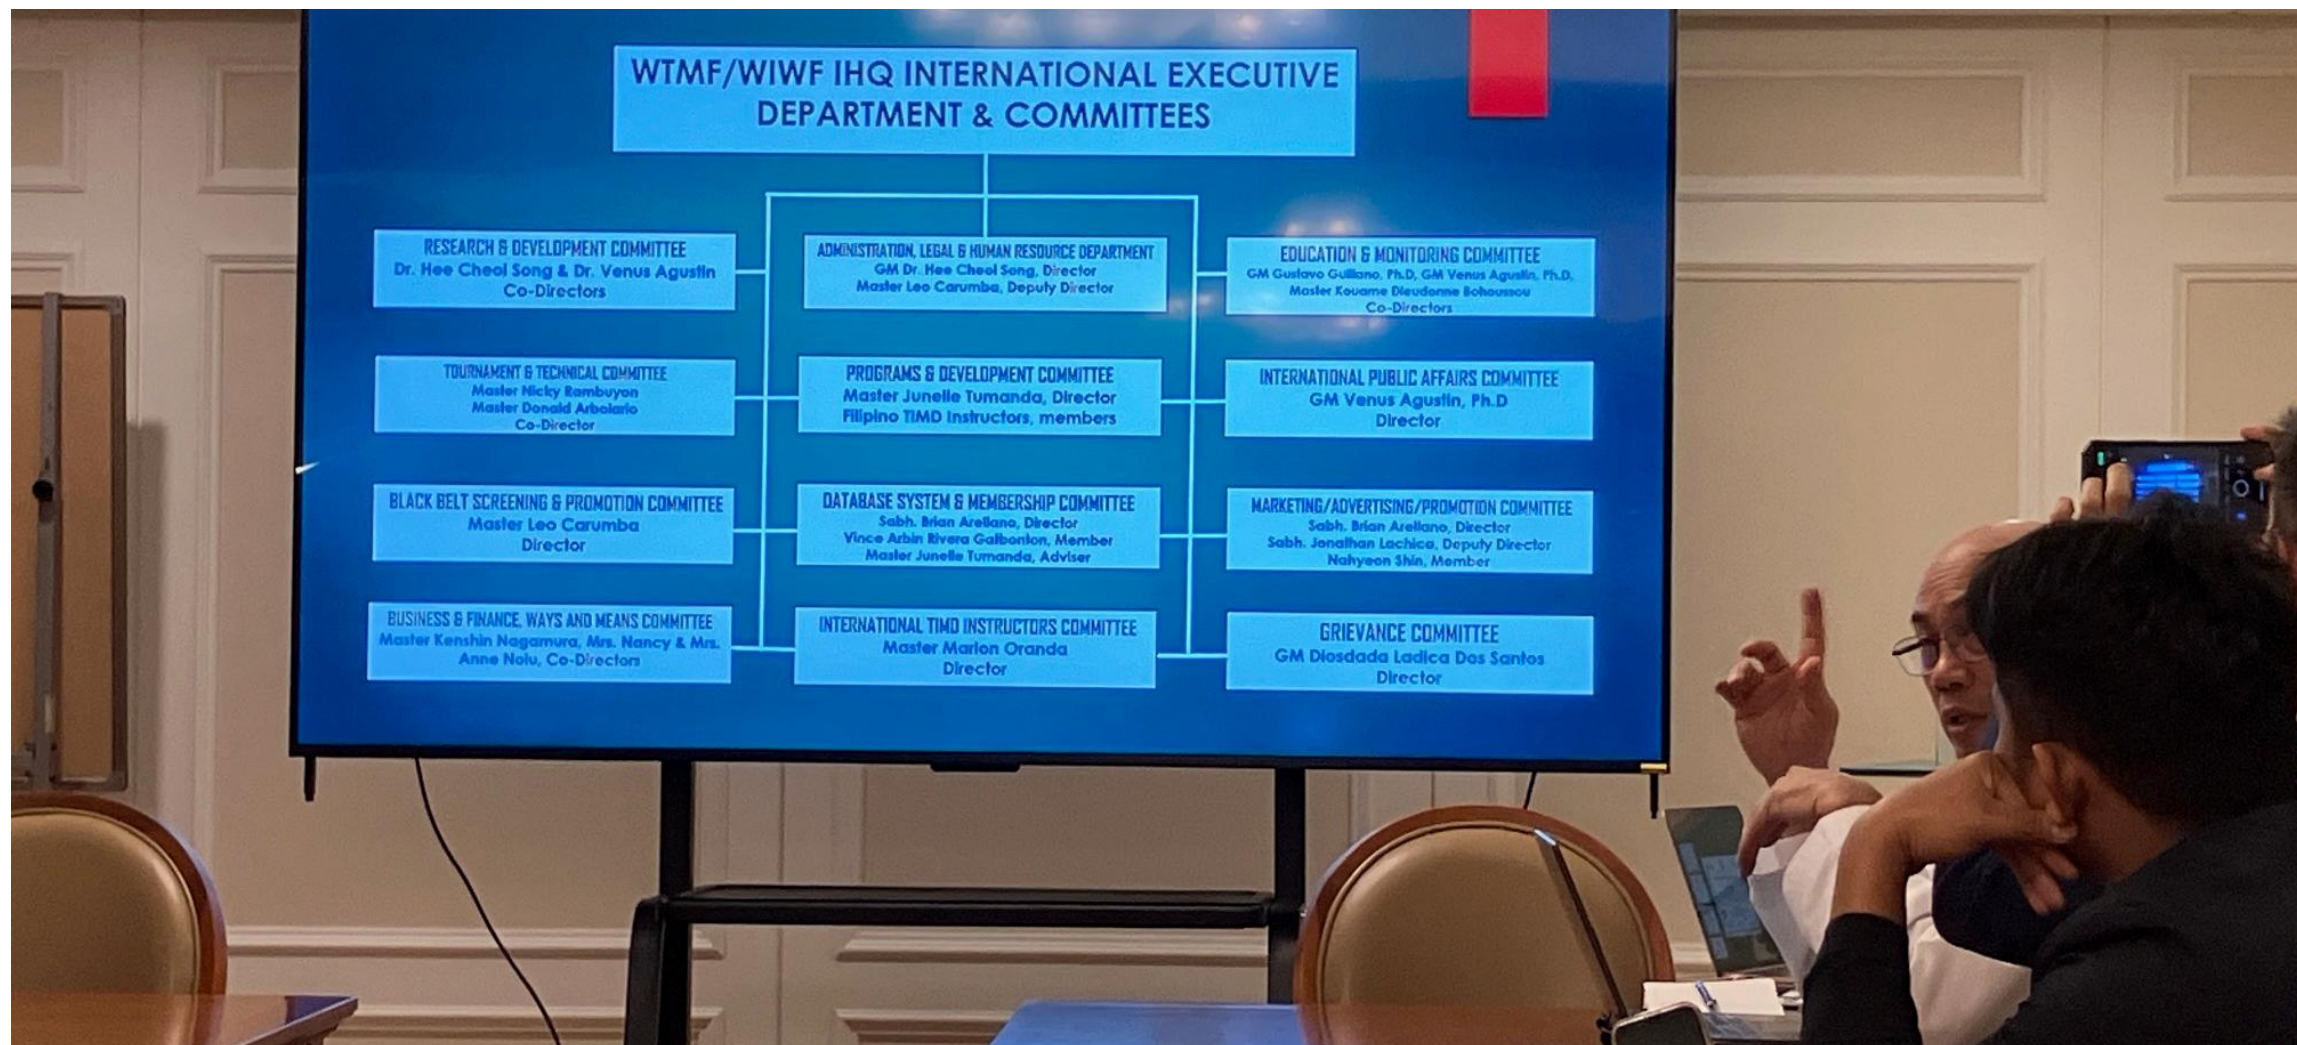 WTMF/WIWF IHQ INTERNATIONAL EXECUTIVE
DEPARTMENT & COMMITTEES
RESEARCH & DEVELOPMENT COMMITTEE
Dr. Hee Cheol Song & Dr. Venus Agustin
Co-Directors
ADMINISTRATION, LEGAL & HUMAN RESOURCE DEPARTMENT
GM Dr. Hee Cheol Song, Director
Master Leo Carumba, Deputy Director
EDUCATION & MONITORING COMMITTEE
GM Gustavo Guiliano, Ph.D, GM Venus Agustin, Ph.D,
Master Kouame Dieudonne Bohoussou
Co-Directors
TOURNAMENT & TECHNICAL COMMITTEE
Master Nicky Rambuyon
Master Donald Arbolario
Co-Director
PROGRAMS & DEVELOPMENT COMMITTEE
Master Junelle Tumanda, Director
Filipino TIMD Instructors, members
INTERNATIONAL PUBLIC AFFAIRS COMMITTEE
GM Venus Agustin, Ph.D
Director
BLACK BELT SCREENING & PROMOTION COMMITTEE
Master Leo Carumba
Director
DATABASE SYSTEM & MEMBERSHIP COMMITTEE
Sabh. Brian Arellano, Director
Vince Arbin Rivera Galbonton, Member
Master Junelle Tumanda, Adviser
MARKETING/ADVERTISING/PROMOTION COMMITTEE
Sabh. Brian Arellano, Director
Sabh. Jonathan Lachica, Deputy Director
Nahyeon Shin, Member
BUSINESS & FINANCE, WAYS AND MEANS COMMITTEE
Master Kenshin Nagamura, Mrs. Nancy & Mrs.
Anne Nolu, Co-Directors
INTERNATIONAL TIMD INSTRUCTORS COMMITTEE
Master Marlon Oranda
Director
GRIEVANCE COMMITTEE
GM Diosdada Ladica Dos Santos
Director